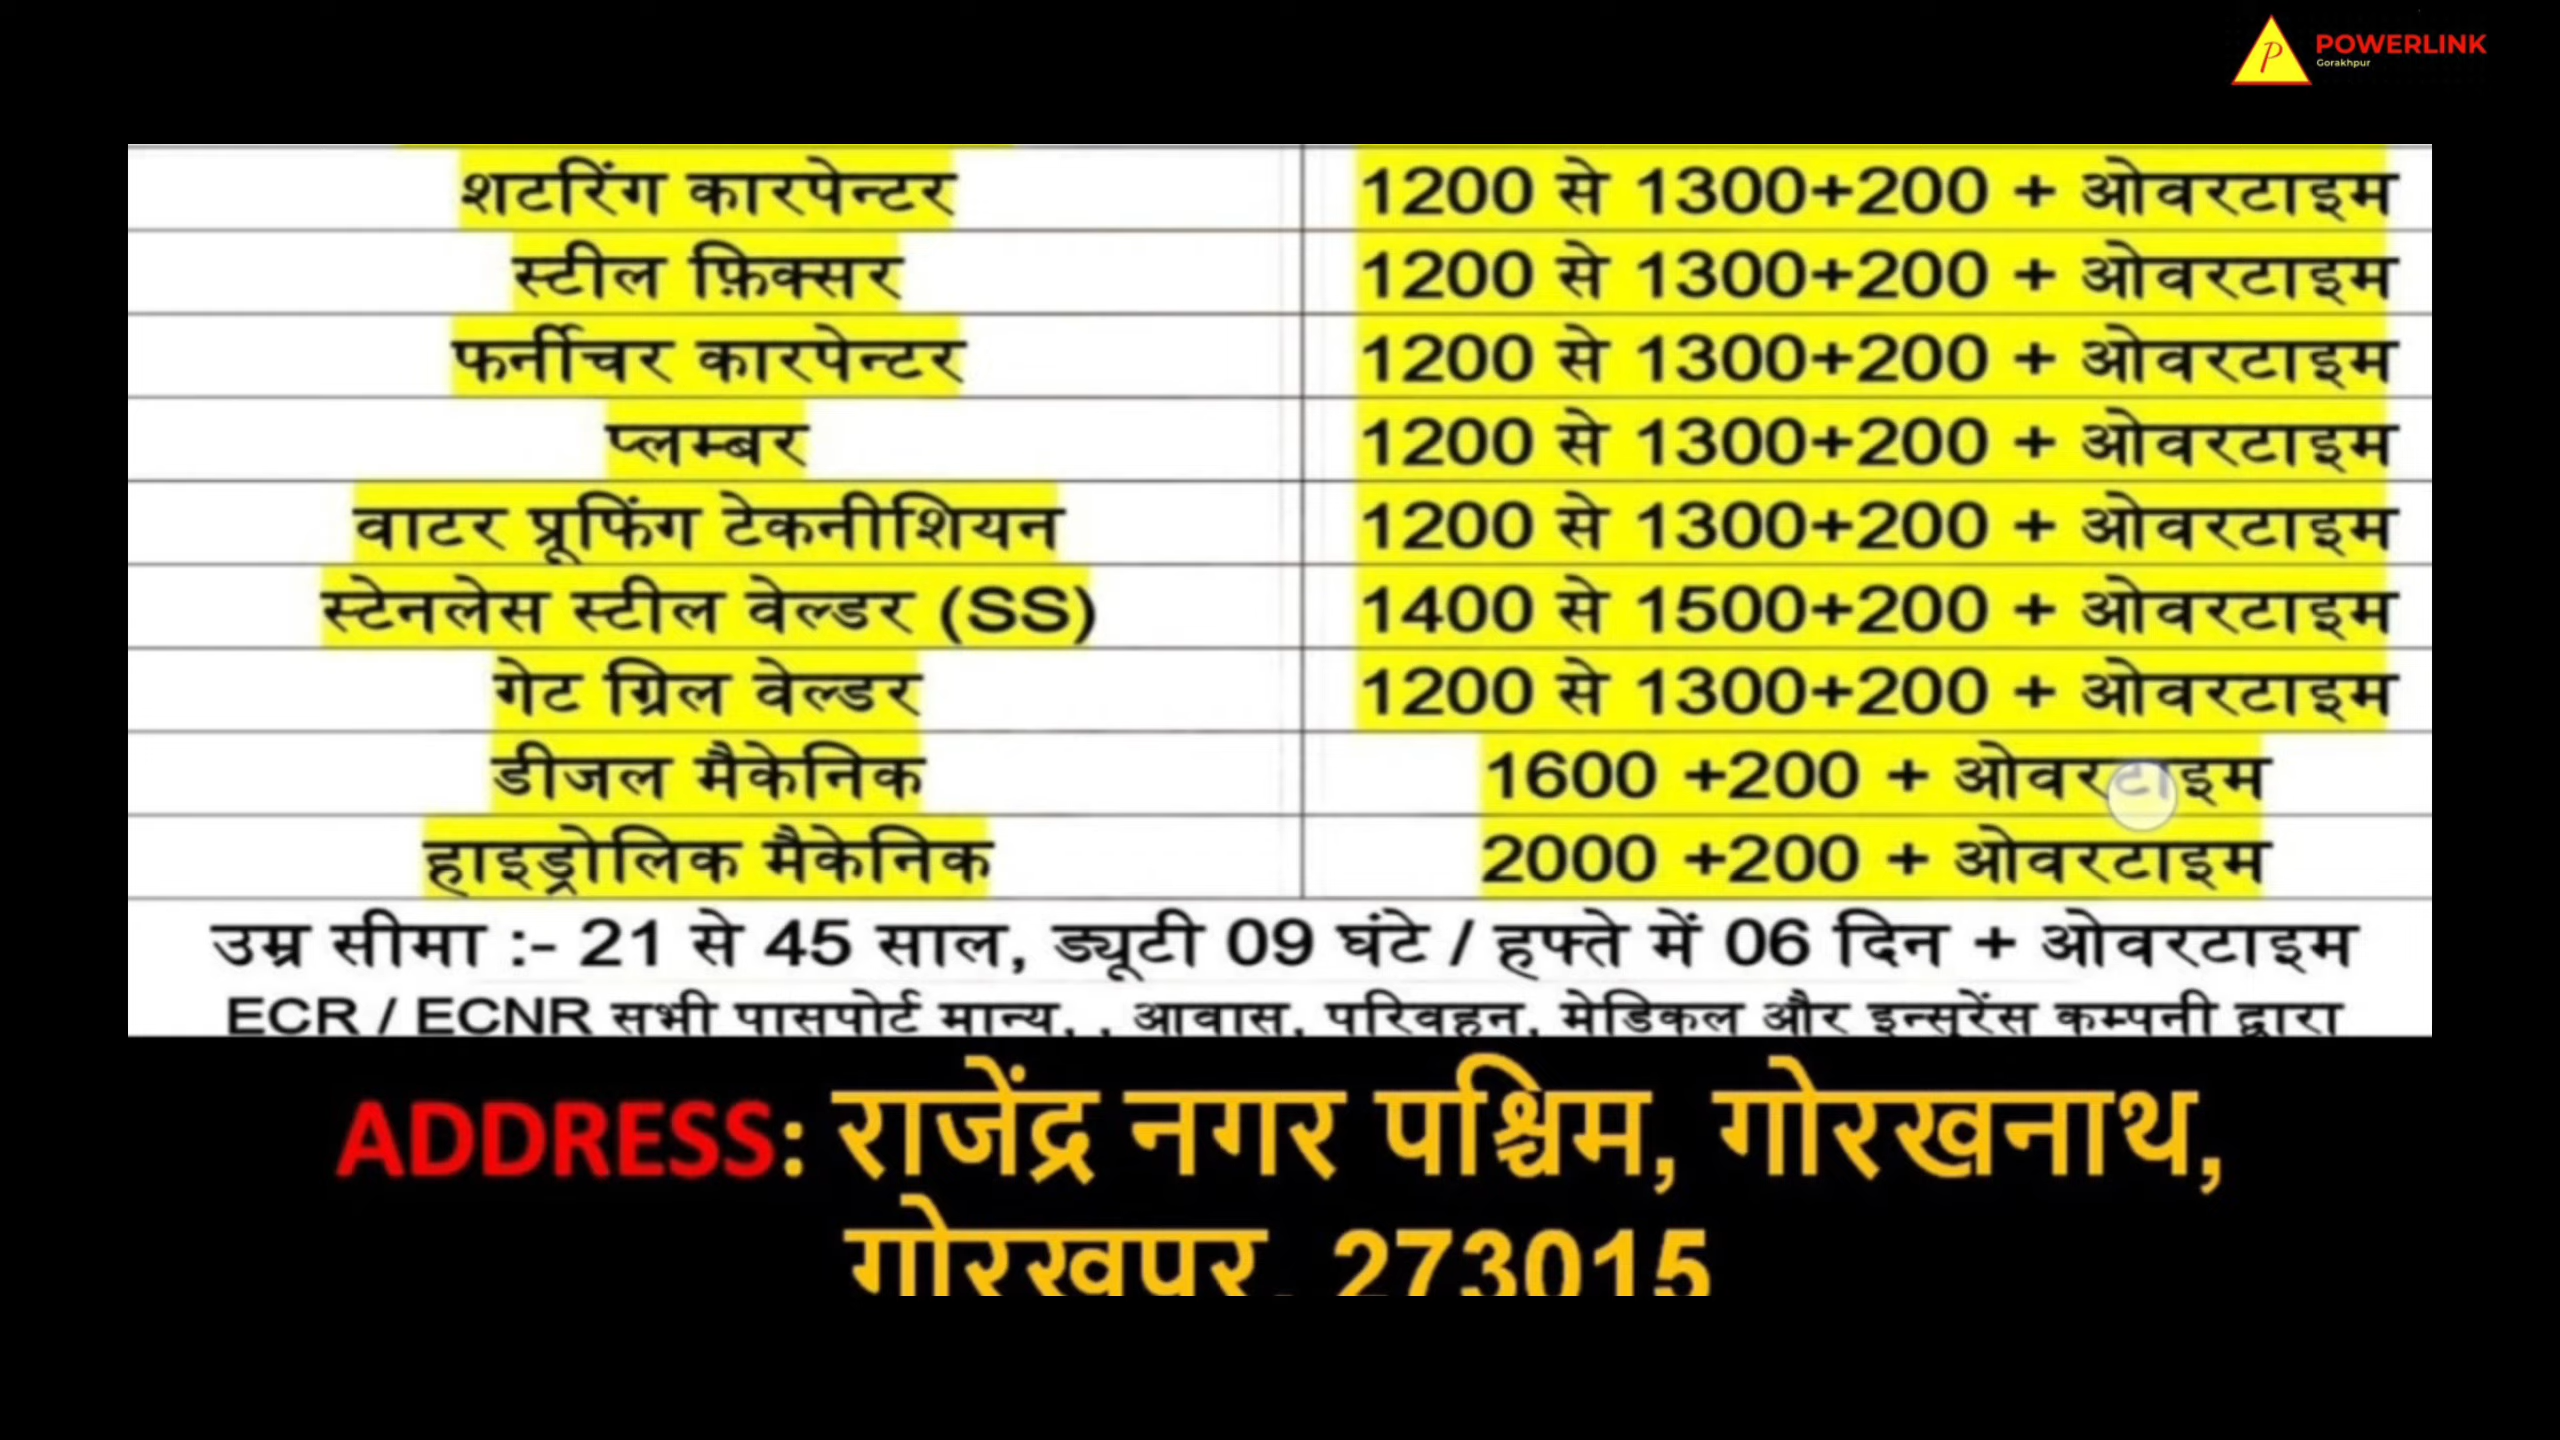 POWERLINK
Gorakhpur
शटरिंग कारपेन्टर 1200 से 1300+200 + ओवरटाइम
स्टील फ़िक्सर 1200 से 1300+200 + ओवरटाइम
फर्नीचर कारपेन्टर 1200 से 1300+200 + ओवरटाइम
प्लम्बर 1200 से 1300+200 + ओवरटाइम
वाटर प्रूफिंग टेकनीशियन 1200 से 1300+200 + ओवरटाइम
स्टेनलेस स्टील वेल्डर (SS) 1400 से 1500+200 + ओवरटाइम
गेट ग्रिल वेल्डर 1200 से 1300+200 + ओवरटाइम
डीजल मैकेनिक 1600 +200 + ओवरटाइम
हाइड्रोलिक मैकेनिक 2000 +200 + ओवरटाइम
उम्र सीमा :- 21 से 45 साल, ड्यूटी 09 घंटे / हफ्ते में 06 दिन + ओवरटाइम
ECR / ECNR सभी पासपोर्ट मान्य, , आवास, परिवहन, मेडिकल और इन्सुरेंस कम्पनी द्वारा
ADDRESS: राजेंद्र नगर पश्चिम, गोरखनाथ,
गोरखपुर, 273015